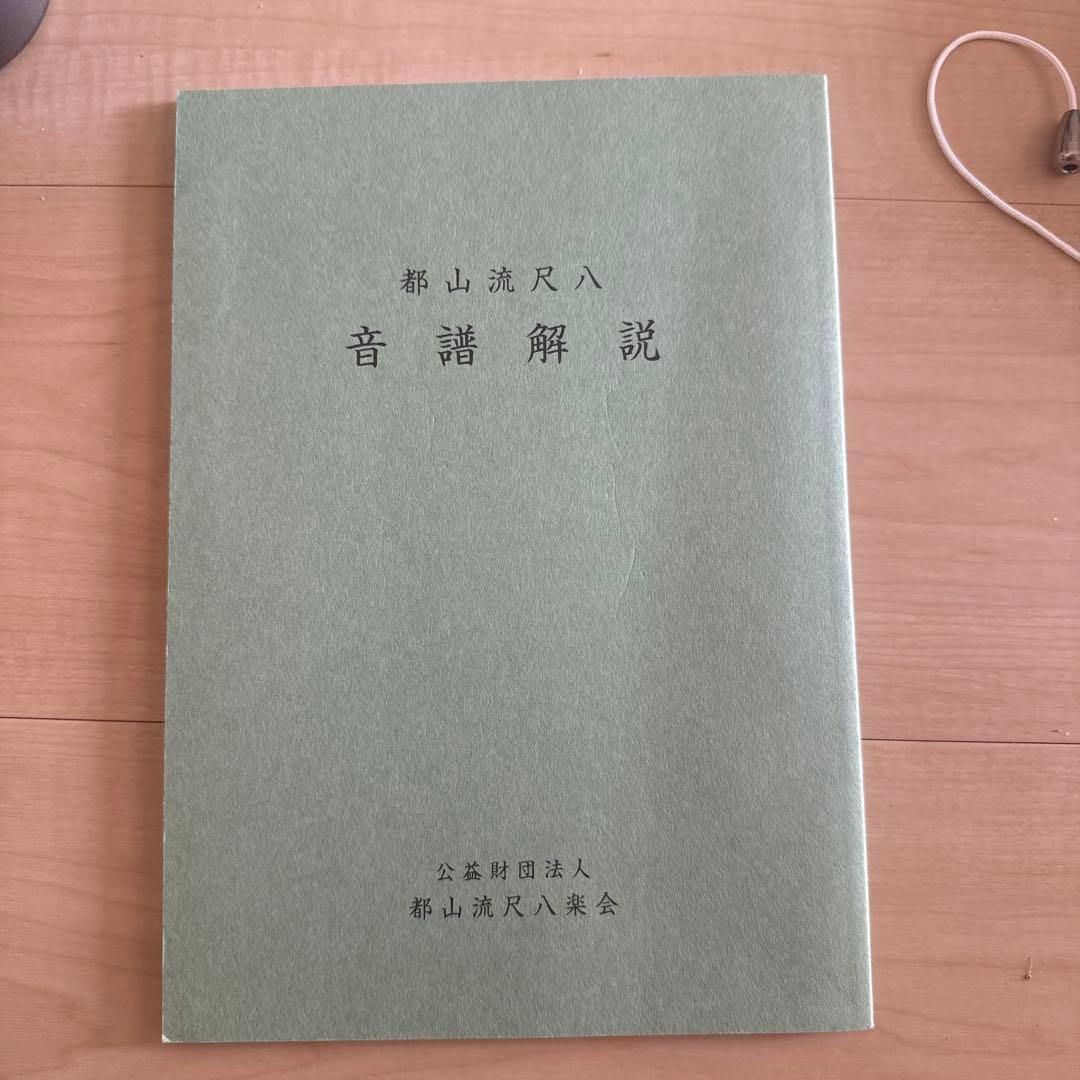 都山流尺八
音譜解説
公益財団法人
都山流尺八楽会